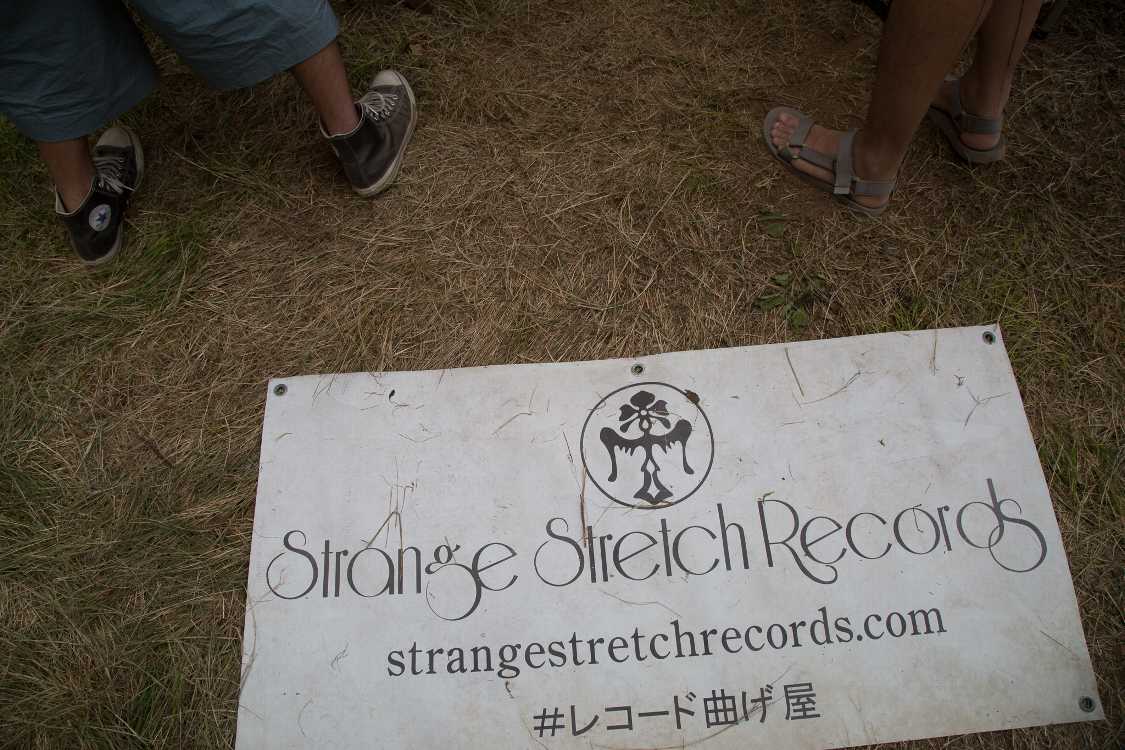 Strange Stretch Records
strangestretchrecords.com
#レコード曲げ屋